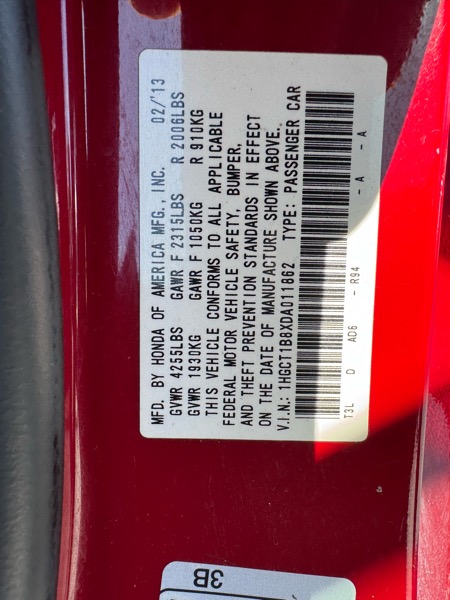 MFD. BY HONDA OF AMERICA MFG., INC. 02/'13
GVWR 4255LBS GAWR F 2315LBS R 2006LBS
GVWR 1930KG GAWR F 1050KG R 910KG
THIS VEHICLE CONFORMS TO ALL APPLICABLE
FEDERAL MOTOR VEHICLE SAFETY, BUMPER,
AND THEFT PREVENTION STANDARDS IN EFFECT
ON THE DATE OF MANUFACTURE SHOWN ABOVE.
V.I.N.: 1HGCT1B8XDA011862 TYPE: PASSENGER CAR
T3L D AD6 - R94 - A - A
3B